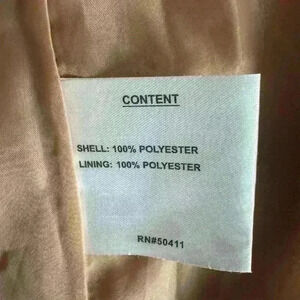 CONTENT
SHELL: 100% POLYESTER
LINING: 100% POLYESTER
RN#50411